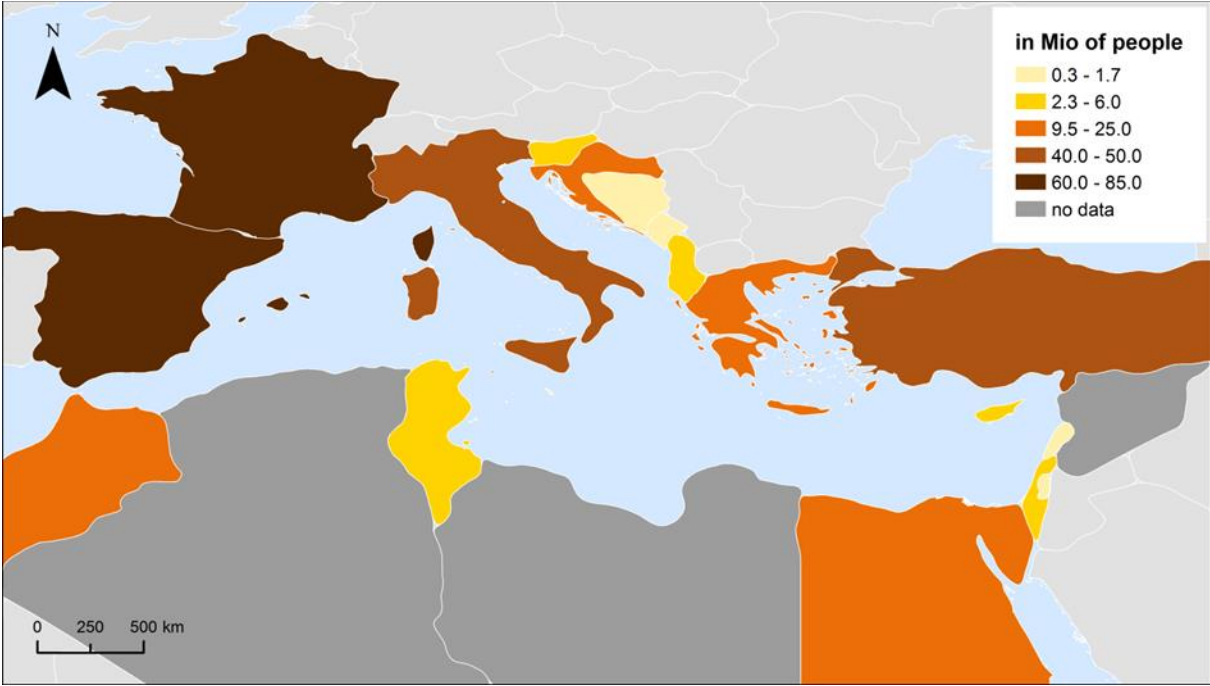 N
in Mio of people
0.3 - 1.7
2.3 - 6.0
9.5 - 25.0
40.0 - 50.0
60.0 - 85.0
no data
0 250 500 km